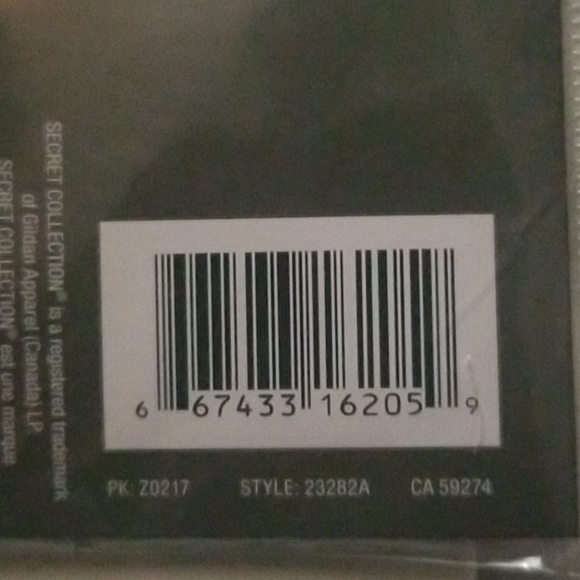 SECRET COLLECTION® is a registered trademark
of Gildan Apparel (Canada) LP
SECRET COLLECTION® est une marque
6 67433 16205 9
PK: Z0217 STYLE: 23282A CA 59274